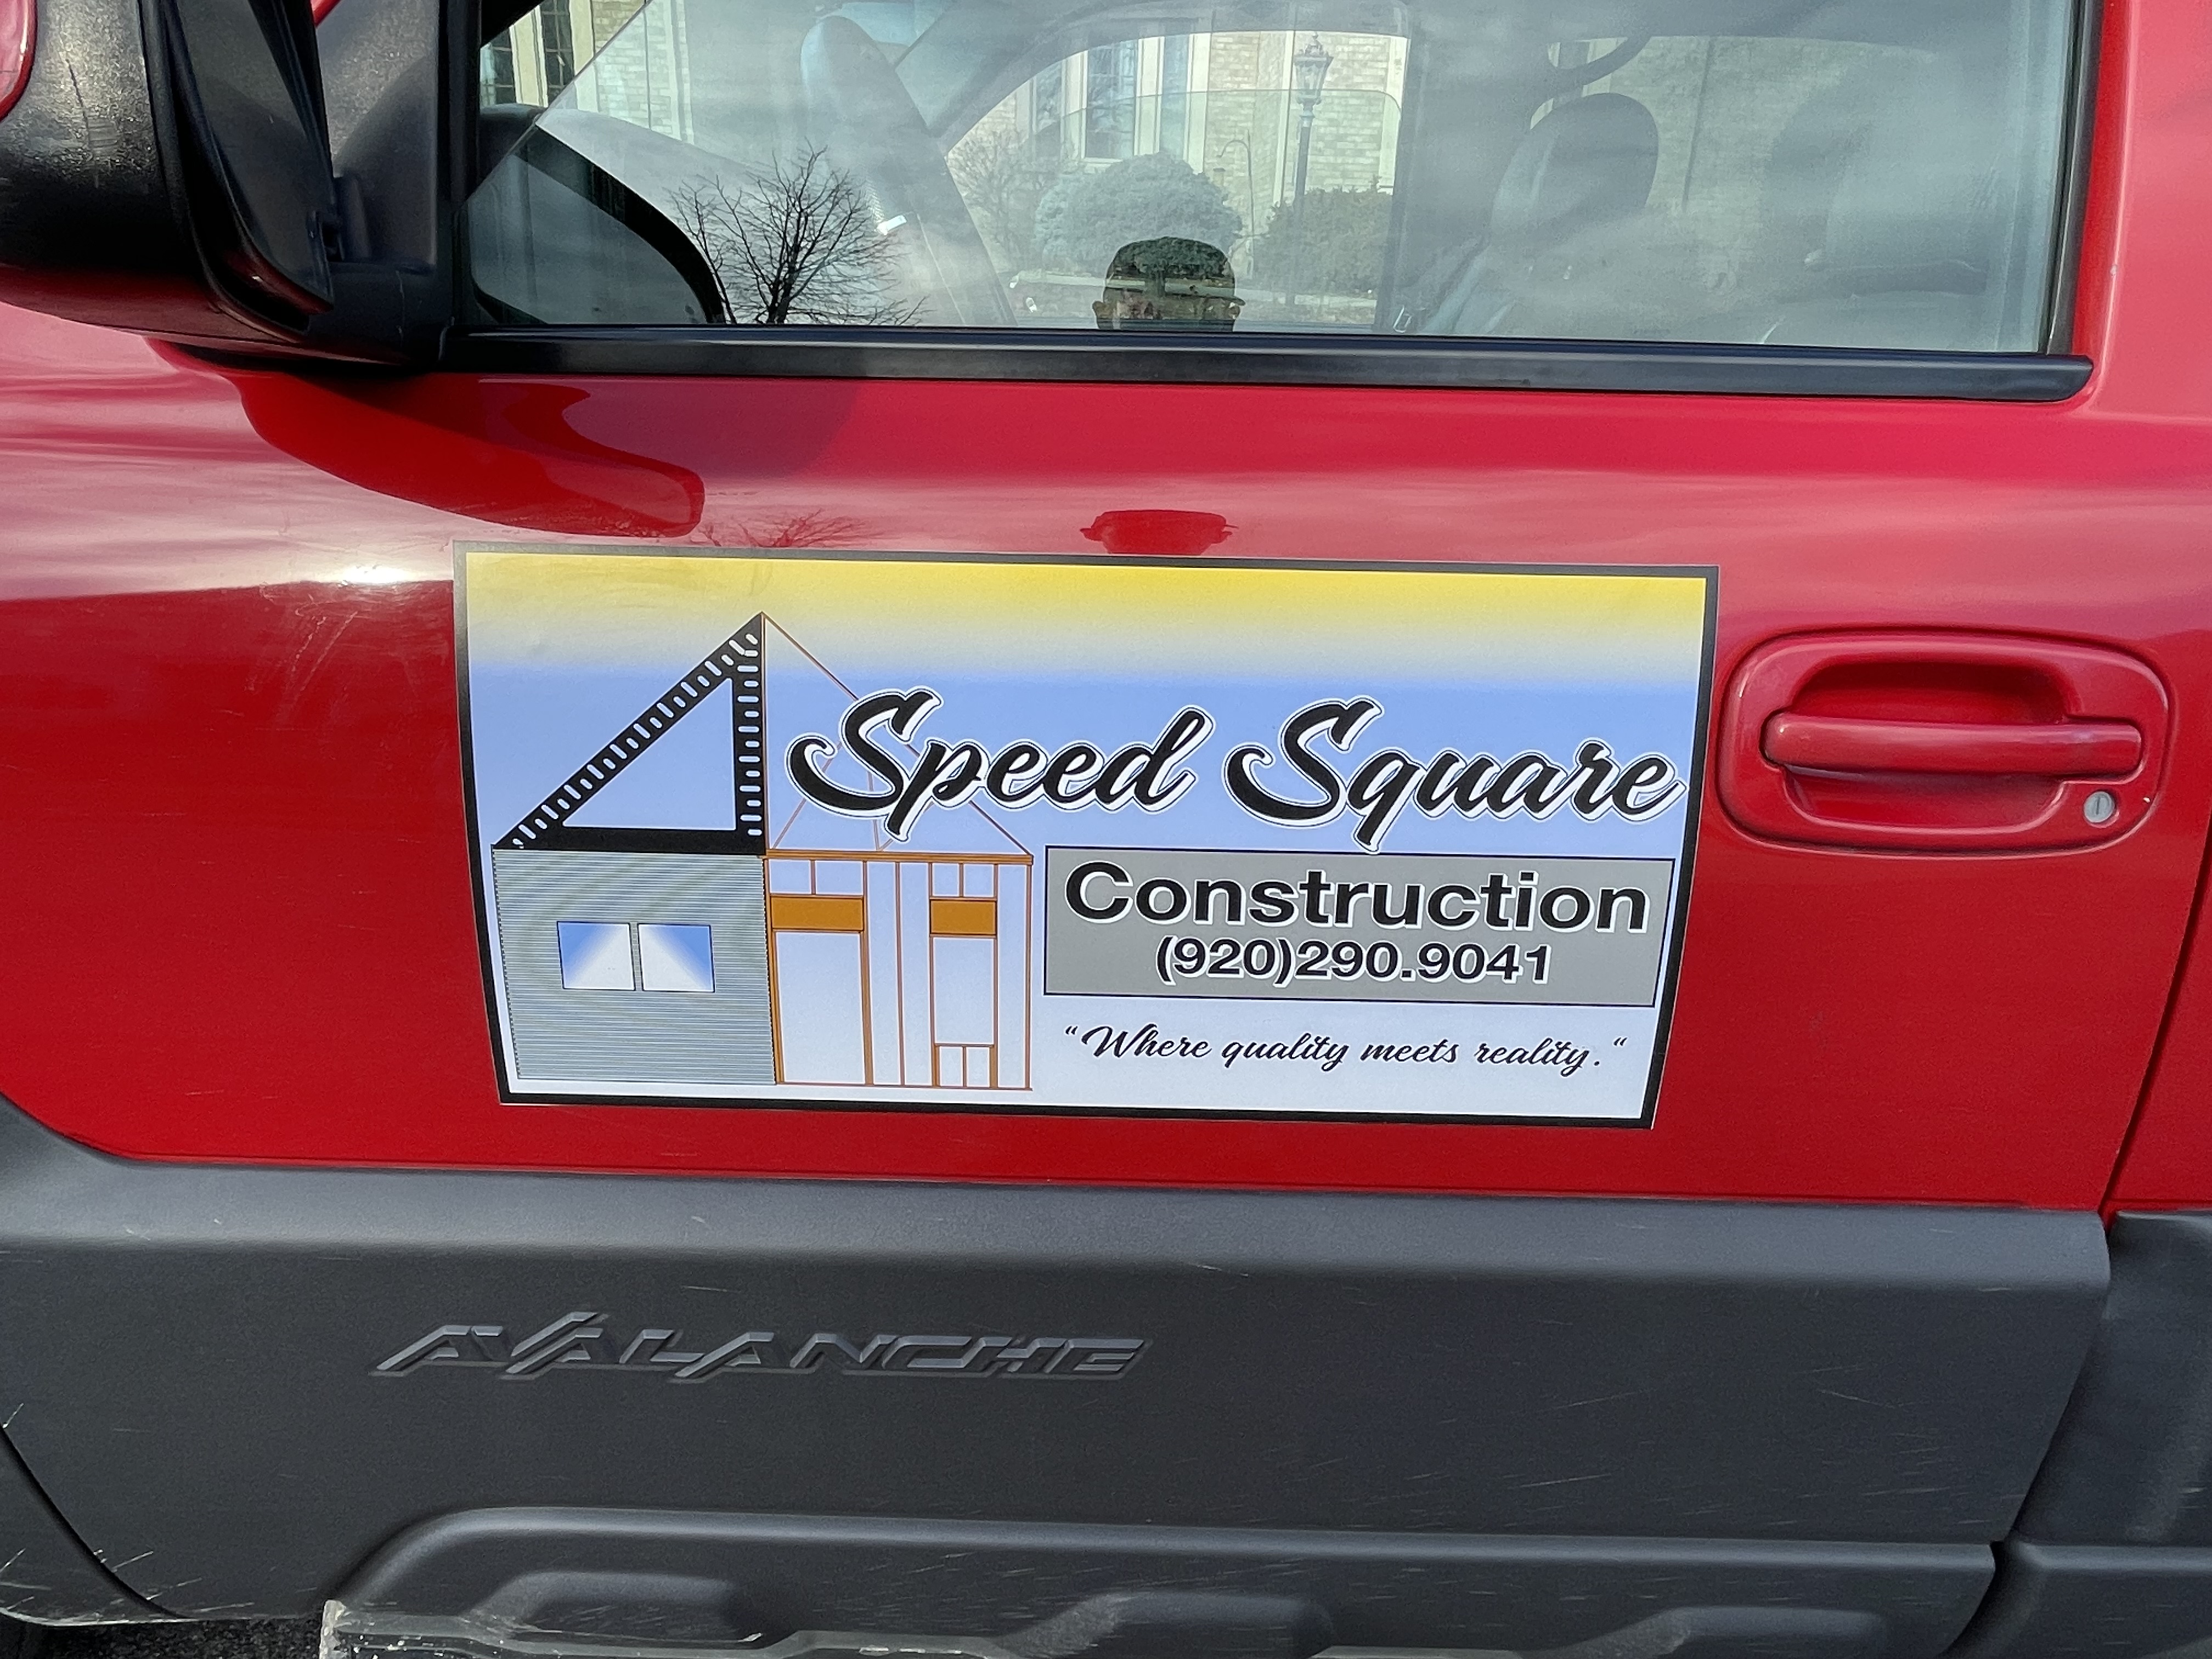 Speed Square
Construction
(920)290.9041
“Where quality meets reality.“
AVALANCHE